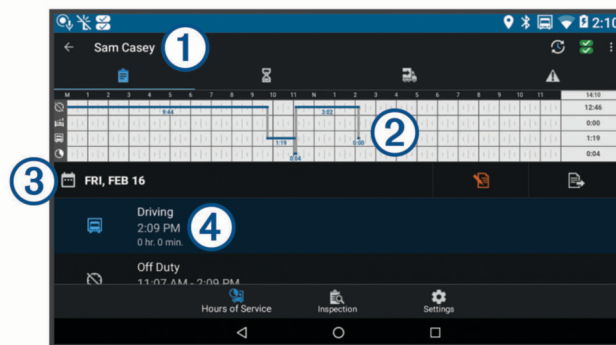 2:10
Sam Casey
1
M 1 2 3 4 5 6 7 8 9 10 11 N 1 2 3 4 5 6 7 8 9 10 11 14:10
9:44 3:02 12:46
0:00
1:19 0:00 1:19
0:04 0:04
2
3 FRI, FEB 16
Driving
2:09 PM
4
0 hr. 0 min.
Off Duty
11:07 AM - 2:09 PM
Hours of Service Inspection Settings